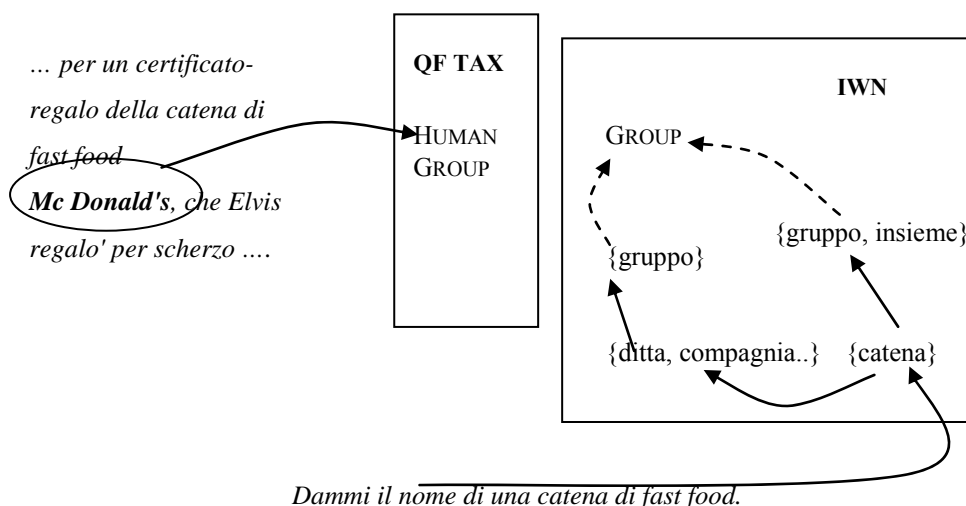 … per un certificato-
regalo della catena di
fast food
Mc Donald's, che Elvis
regalo' per scherzo ….
QF TAX
HUMAN
GROUP
IWN
GROUP
{gruppo, insieme}
{gruppo}
{ditta, compagnia..} {catena}
Dammi il nome di una catena di fast food.